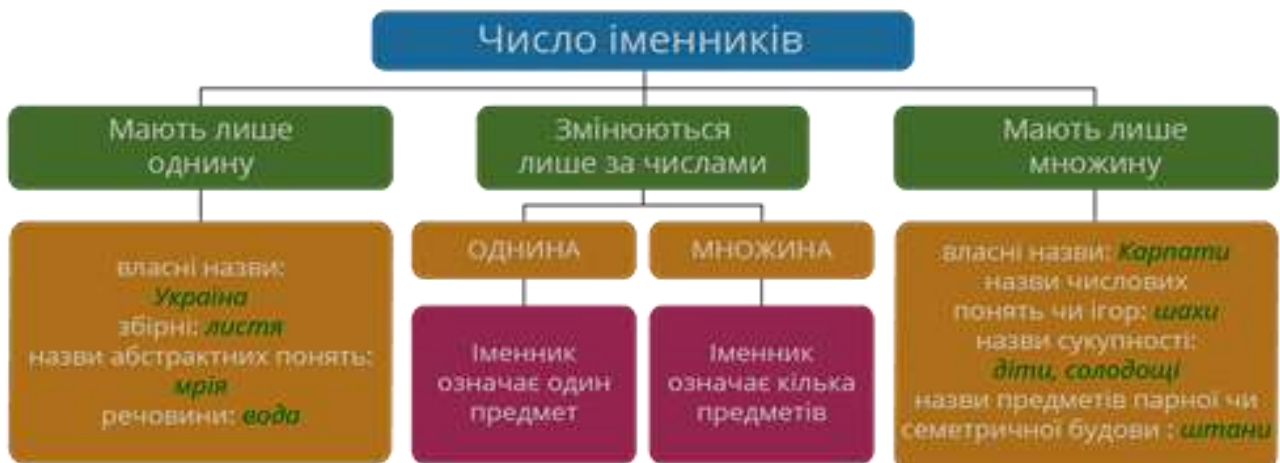 Число іменників
Мають лише
однину
Змінюються
лише за числами
Мають лише
множину
власні назви:
Україна
збірні: листя
назви абстрактних понять:
мрія
речовини: вода
ОДНИНА
МНОЖИНА
Іменник
означає один
предмет
Іменник
означає кілька
предметів
власні назви: Карпати
назви числових
понять чи ігор: шахи
назви сукупності:
діти, солодощі
назви предметів парної чи
семетричної будови : штани